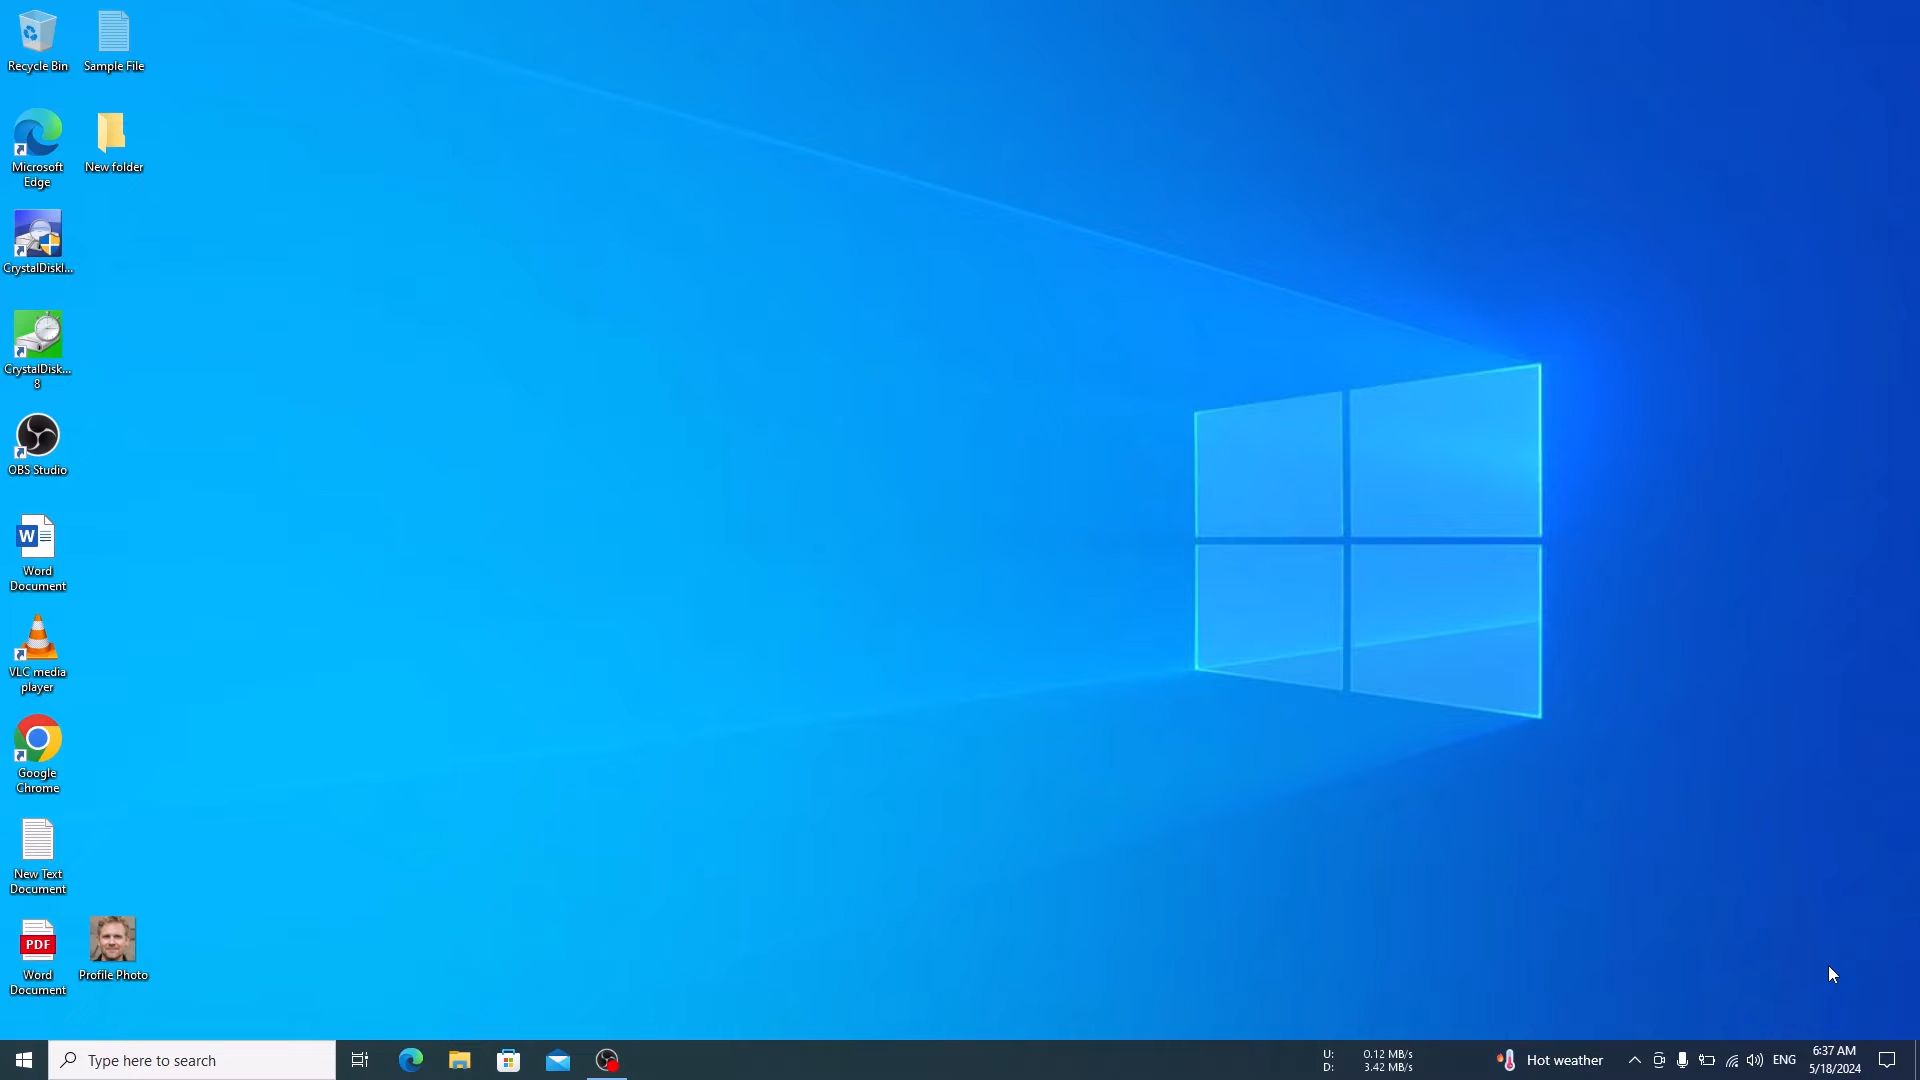 Recycle Bin
Sample File
Microsoft
Edge
New folder
CrystalDiskI...
CrystalDisk...
8
OBS Studio
W
Word
Document
VLC media
player
Google
Chrome
New Text
Document
PDF
Word
Document
Profile Photo
Type here to search
U: 0.12 MB/s
D: 3.42 MB/s
Hot weather
ENG
6:37 AM
5/18/2024